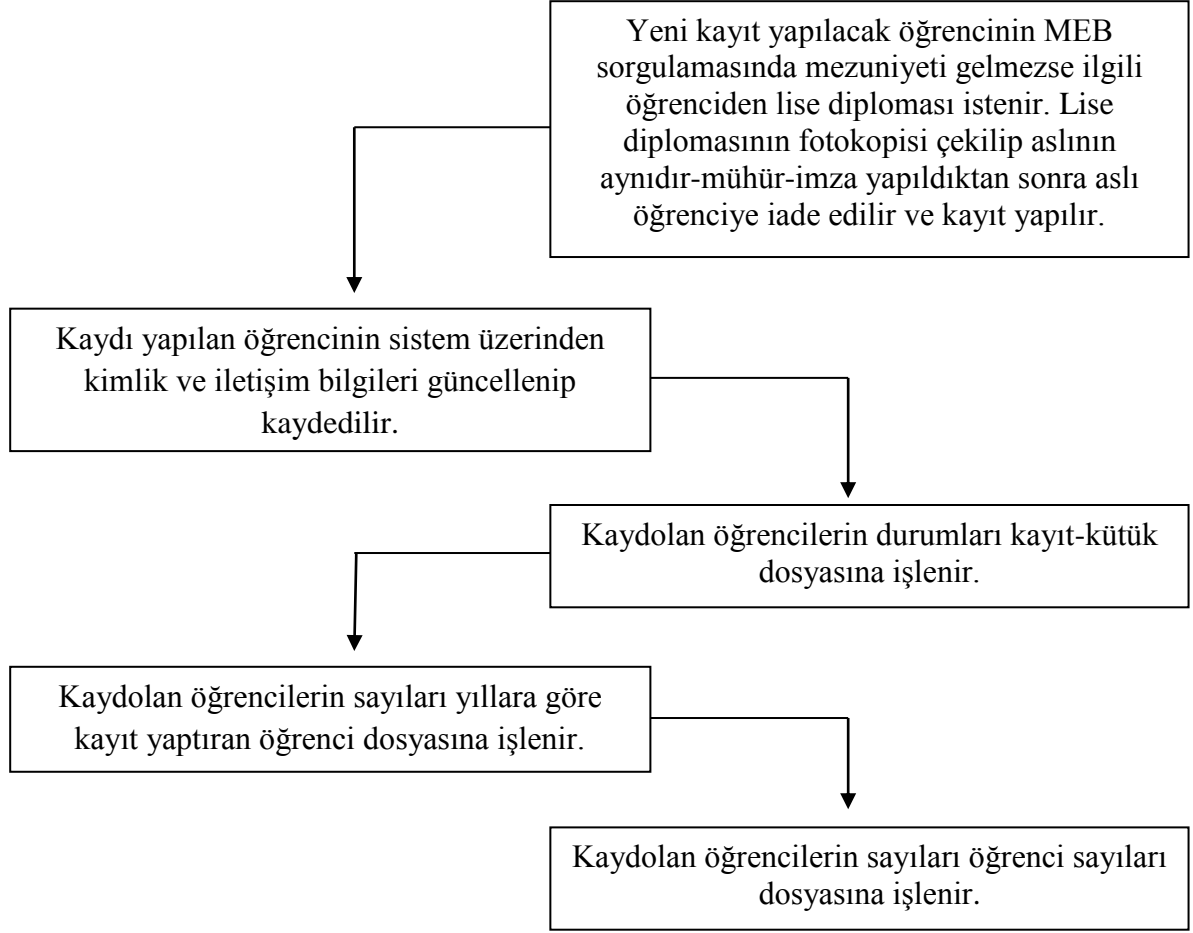 Yeni kayıt yapılacak öğrencinin MEB
sorgulamasında mezuniyeti gelmezse ilgili
öğrenciden lise diploması istenir. Lise
diplomasının fotokopisi çekilip aslının
aynıdır-mühür-imza yapıldıktan sonra aslı
öğrenciye iade edilir ve kayıt yapılır.
Kaydı yapılan öğrencinin sistem üzerinden
kimlik ve iletişim bilgileri güncellenip
kaydedilir.
Kaydolan öğrencilerin durumları kayıt-kütük
dosyasına işlenir.
Kaydolan öğrencilerin sayıları yıllara göre
kayıt yaptıran öğrenci dosyasına işlenir.
Kaydolan öğrencilerin sayıları öğrenci sayıları
dosyasına işlenir.